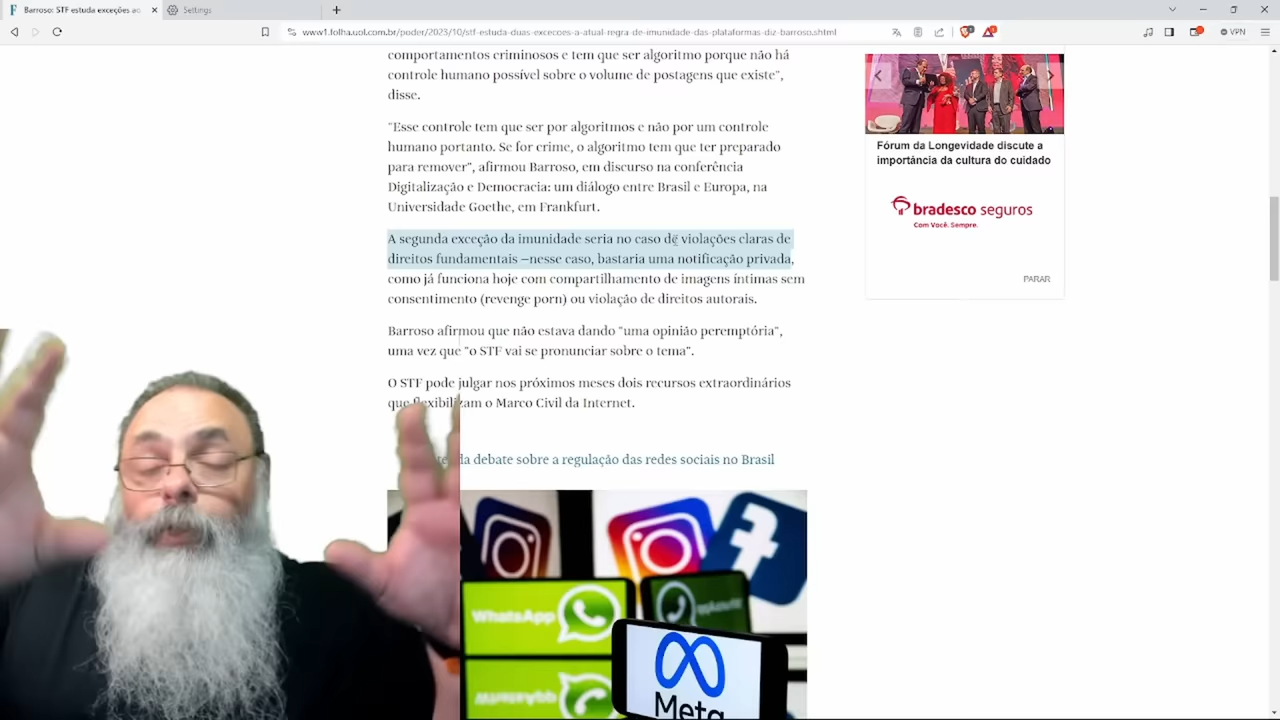 Barroso: STF estuda exceções ao
Settings
www1.folha.uol.com.br/poder/2023/10/stf-estuda-duas-excecoes-a-atual-regra-de-imunidade-das-plataformas-diz-barroso.shtml
VPN
comportamentos criminosos e tem que ser algoritmo porque não há
controle humano possível sobre o volume de postagens que existe",
disse.
"Esse controle tem que ser por algoritmos e não por um controle
humano portanto. Se for crime, o algoritmo tem que ter preparado
para remover", afirmou Barroso, em discurso na conferência
Digitalização e Democracia: um diálogo entre Brasil e Europa, na
Universidade Goethe, em Frankfurt.
A segunda exceção da imunidade seria no caso de violações claras de
direitos fundamentais —nesse caso, bastaria uma notificação privada,
como já funciona hoje com compartilhamento de imagens íntimas sem
consentimento (revenge porn) ou violação de direitos autorais.
Barroso afirmou que não estava dando "uma opinião peremptória",
uma vez que "o STF vai se pronunciar sobre o tema".
O STF pode julgar nos próximos meses dois recursos extraordinários
que flexibilizam o Marco Civil da Internet.
debate sobre a regulação das redes sociais no Brasil
WhatsApp
WhatsApp
Meta
Fórum da Longevidade discute a
importância da cultura do cuidado
bradesco seguros
Com Você. Sempre.
PARAR